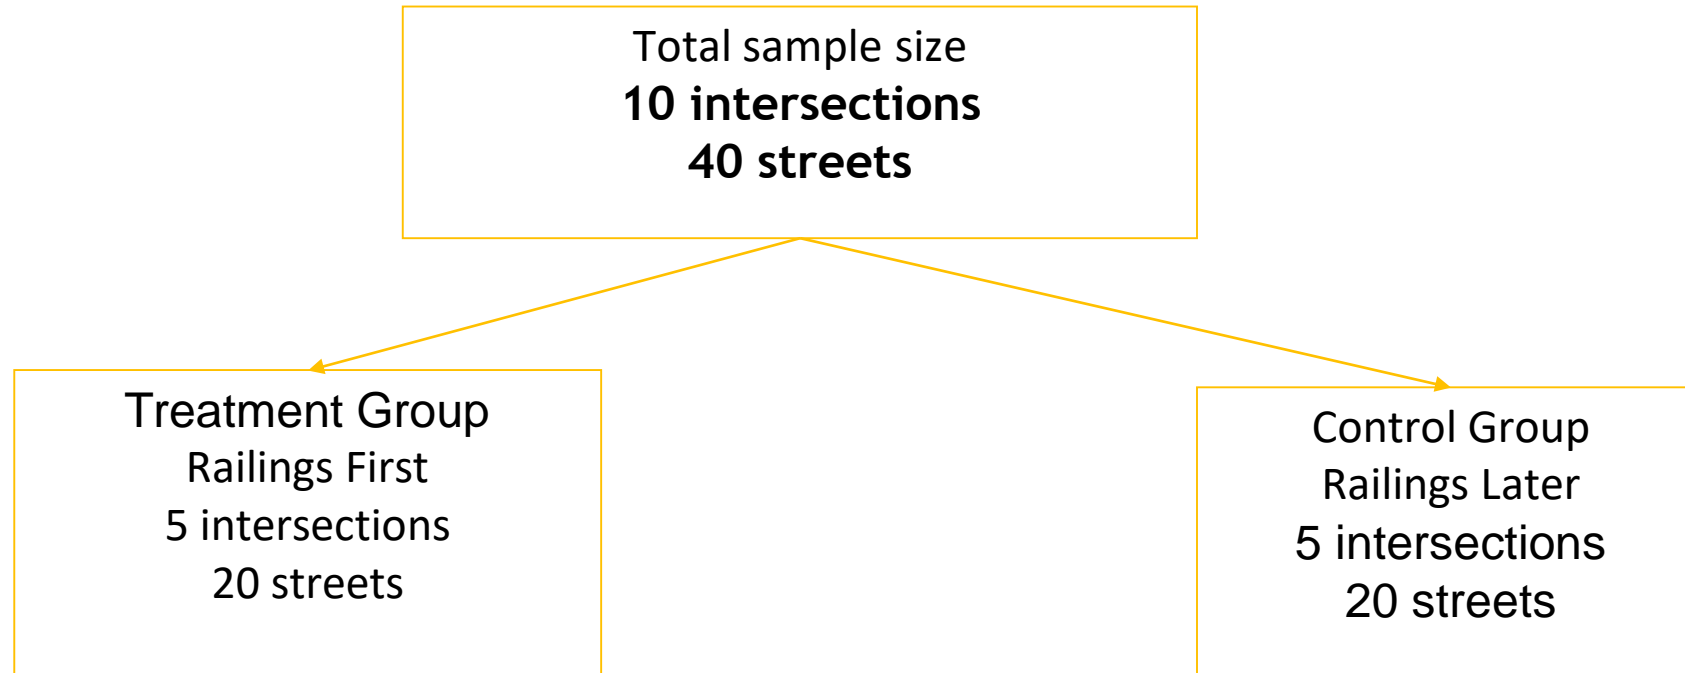 Total sample size
10 intersections
40 streets
Treatment Group
Railings First
5 intersections
20 streets
Control Group
Railings Later
5 intersections
20 streets